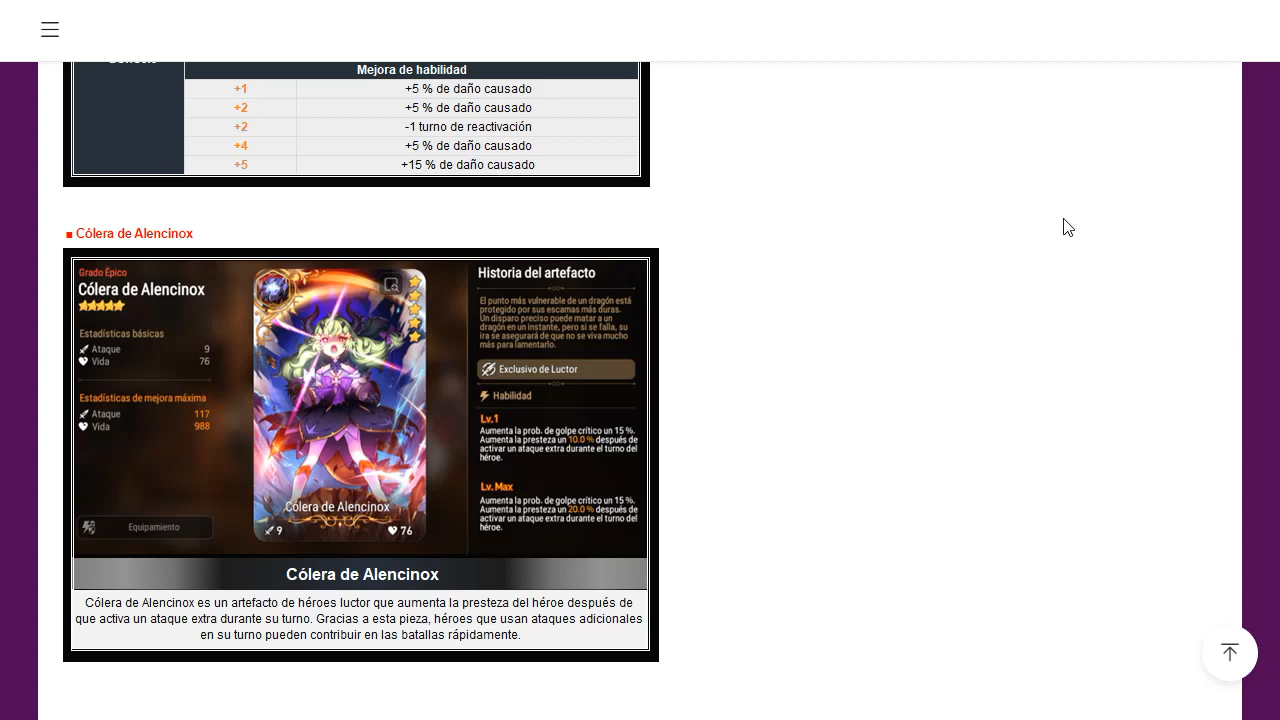 Mejora de habilidad
+1 +5 % de daño causado
+2 +5 % de daño causado
+2 -1 turno de reactivación
+4 +5 % de daño causado
+5 +15 % de daño causado
Cólera de Alencinox
Grado Épico
Cólera de Alencinox
Estadísticas básicas
Ataque 9
Vida 76
Estadísticas de mejora máxima
Ataque 117
Vida 988
Equipamiento
Cólera de Alencinox
9 76
Historia del artefacto
El punto más vulnerable de un dragón está
protegido por sus escamas más duras.
Un disparo preciso puede matar a un
dragón en un instante, pero si se falla, su
ira se asegurará de que no se viva mucho
más para lamentarlo.
Exclusivo de Luctor
Habilidad
Lv.1
Aumenta la prob. de golpe crítico un 15 %.
Aumenta la presteza un 10.0 % después de
activar un ataque extra durante el turno del
héroe.
Lv.Max
Aumenta la prob. de golpe crítico un 15 %.
Aumenta la presteza un 20.0 % después de
activar un ataque extra durante el turno del
héroe.
Cólera de Alencinox
Cólera de Alencinox es un artefacto de héroes luctor que aumenta la presteza del héroe después de
que activa un ataque extra durante su turno. Gracias a esta pieza, héroes que usan ataques adicionales
en su turno pueden contribuir en las batallas rápidamente.